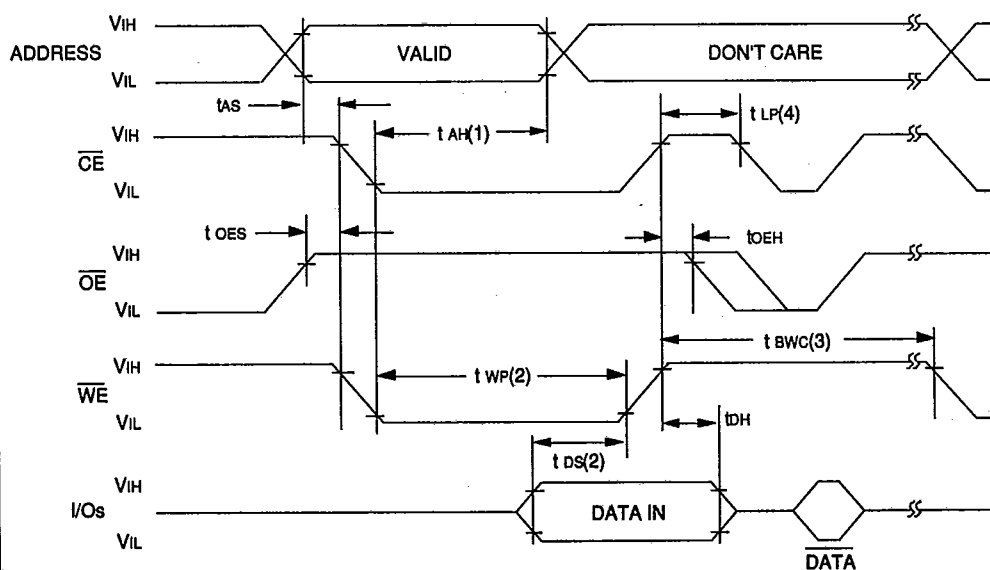 VIH
ADDRESS VALID DON'T CARE
VIL
tAS
VIH t AH(1) t LP(4)
CE
VIL
t OES tOEH
VIH
OE
VIL
t BWC(3)
VIH t WP(2)
WE
VIL tDH
t DS(2)
VIH
I/Os DATA IN
VIL
DATA